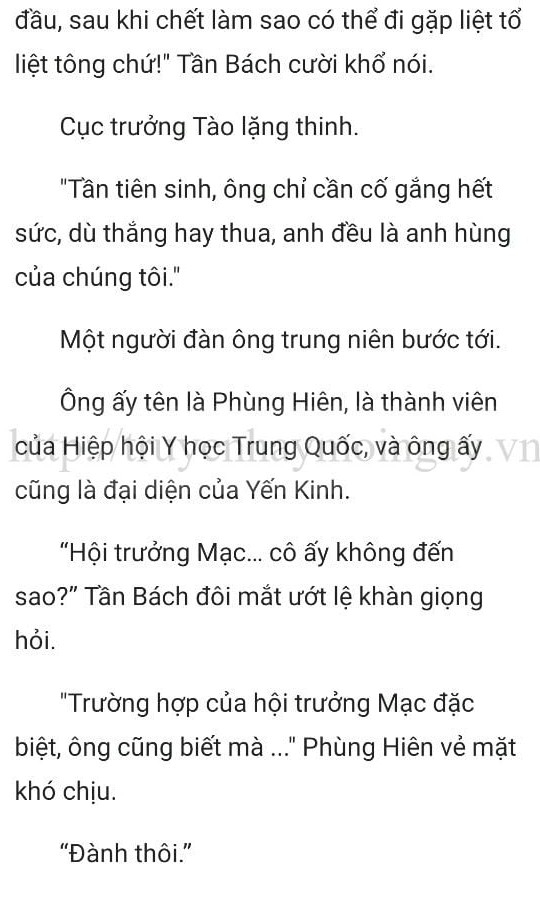 đầu, sau khi chết làm sao có thể đi gặp liệt tổ
liệt tông chứ!" Tần Bách cười khổ nói.
Cục trưởng Tào lặng thinh.
"Tần tiên sinh, ông chỉ cần cố gắng hết
sức, dù thắng hay thua, anh đều là anh hùng
của chúng tôi."
Một người đàn ông trung niên bước tới.
Ông ấy tên là Phùng Hiên, là thành viên
của Hiệp hội Y học Trung Quốc, và ông ấy
http://truyenhaymoingay.vn
cũng là đại diện của Yến Kinh.
“Hội trưởng Mạc... cô ấy không đến
sao?” Tần Bách đôi mắt ướt lệ khàn giọng
hỏi.
"Trường hợp của hội trưởng Mạc đặc
biệt, ông cũng biết mà ..." Phùng Hiên vẻ mặt
khó chịu.
“Đành thôi.”